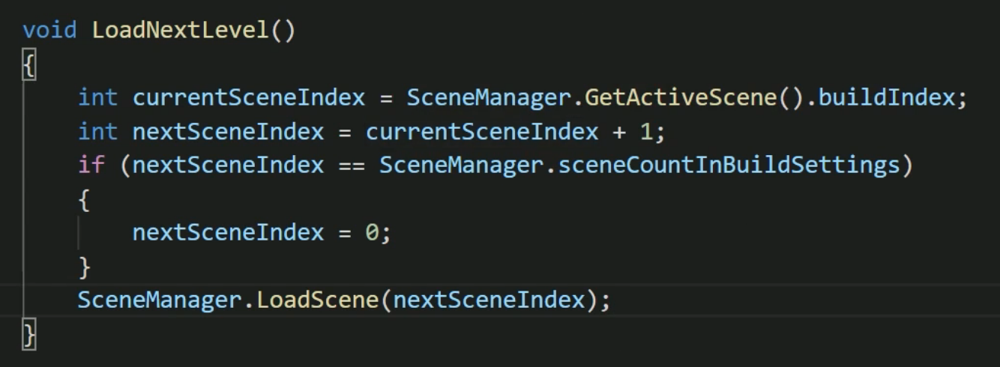 void LoadNextLevel()
{
    int currentSceneIndex = SceneManager.GetActiveScene().buildIndex;
    int nextSceneIndex = currentSceneIndex + 1;
    if (nextSceneIndex == SceneManager.sceneCountInBuildSettings)
    {
        nextSceneIndex = 0;
    }
    SceneManager.LoadScene(nextSceneIndex);
}